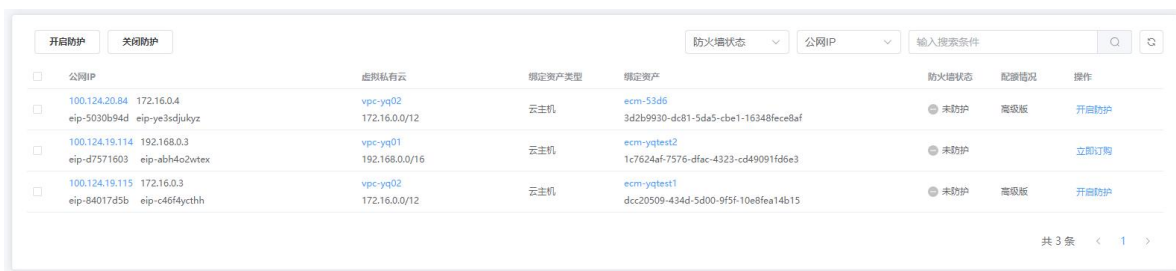 开启防护 关闭防护 防火墙状态 公网IP 输入搜索条件
公网IP 虚拟私有云 绑定资产类型 绑定资产 防火墙状态 配额情况 操作
100.124.20.84 172.16.0.4 vpc-yq02 云主机 ecm-53d6 未防护 高级版 开启防护
eip-5030b94d eip-ye3sdjukyz 172.16.0.0/12 3d2b9930-dc81-5da5-cbe1-16348fece8af
100.124.19.114 192.168.0.3 vpc-yq01 云主机 ecm-yqtest2 未防护 立即订购
eip-d7571603 eip-abh4o2wtex 192.168.0.0/16 1c7624af-7576-dfac-4323-cd49091fd6e3
100.124.19.115 172.16.0.3 vpc-yq02 云主机 ecm-yqtest1 未防护 高级版 开启防护
eip-84017d5b eip-c46f4ycthh 172.16.0.0/12 dcc20509-434d-5d00-9f5f-10e8fea14b15
共 3 条 < 1 >